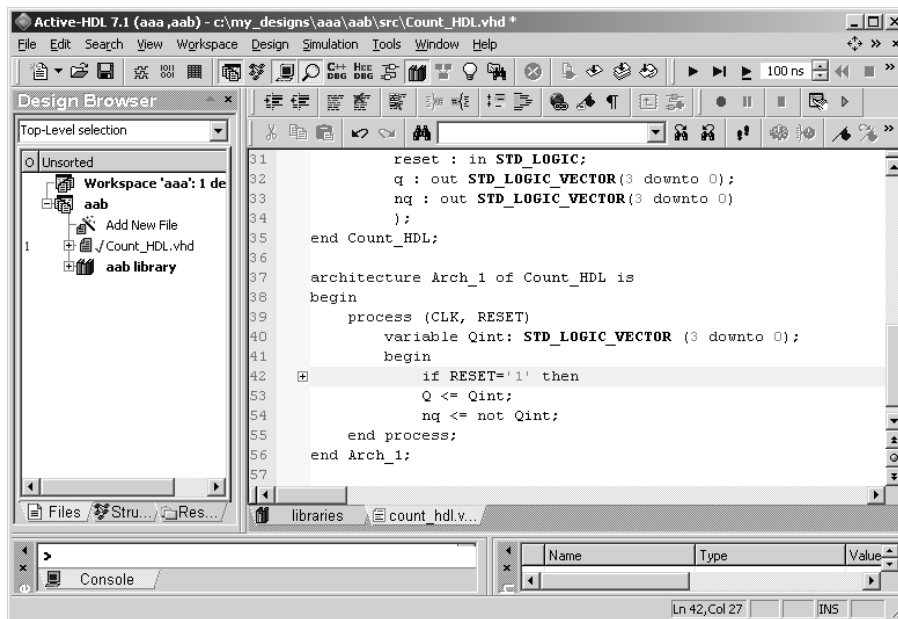 Active-HDL 7.1 (aaa ,aab) - c:\my_designs\aaa\aab\src\Count_HDL.vhd *
File Edit Search View Workspace Design Simulation Tools Window Help
C++ DBG HEE DBG 100 ns
Design Browser
Top-Level selection
O Unsorted
Workspace 'aaa': 1 de
aab
Add New File
1 Count_HDL.vhd
aab library
Files Stru... Res...
31 reset : in STD_LOGIC;
32 q : out STD_LOGIC_VECTOR(3 downto 0);
33 nq : out STD_LOGIC_VECTOR(3 downto 0)
34 );
35 end Count_HDL;
36
37 architecture Arch_1 of Count_HDL is
38 begin
39 process (CLK, RESET)
40 variable Qint: STD_LOGIC_VECTOR (3 downto 0);
41 begin
42 if RESET='1' then
53 Q <= Qint;
54 nq <= not Qint;
55 end process;
56 end Arch_1;
57
libraries count_hdl.v...
>
Console
Name Type Value
Ln 42,Col 27 INS